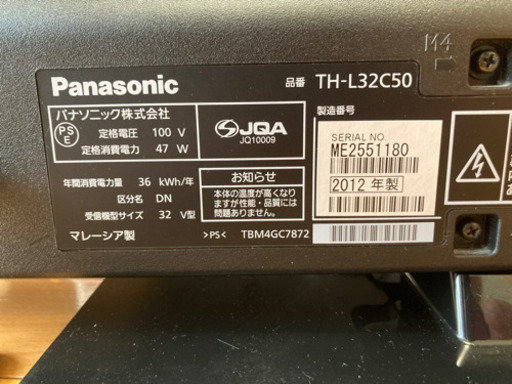 144
Panasonic
品番 TH-L32C50
パナソニック株式会社
PS
E
定格電圧 100 V
定格消費電力 47 W
JQA
JQ10009
製造番号
SERIAL NO.
ME2551180
2012 年製
年間消費電力量 36 kWh/年
区分名 DN
受信機型サイズ 32 V型
マレーシア製
お知らせ
本体の温度が高くなり
ますが性能・品質には
問題ありません。
>PS< TBM4GC7872